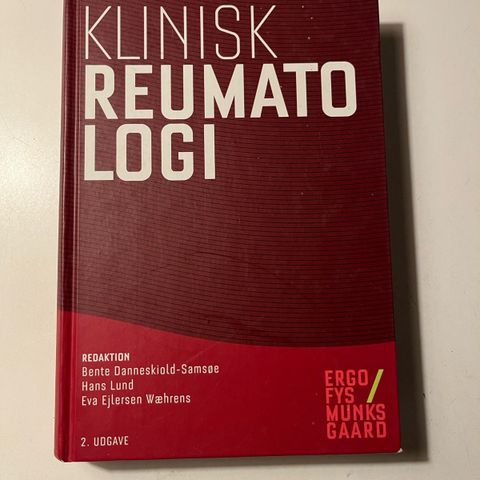 KLINISK
REUMATO
LOGI
REDAKTION
Bente Danneskiold-Samsøe
Hans Lund
Eva Ejlersen Wæhrens
2. UDGAVE
ERGO/
FYS
MUNKS
GAARD